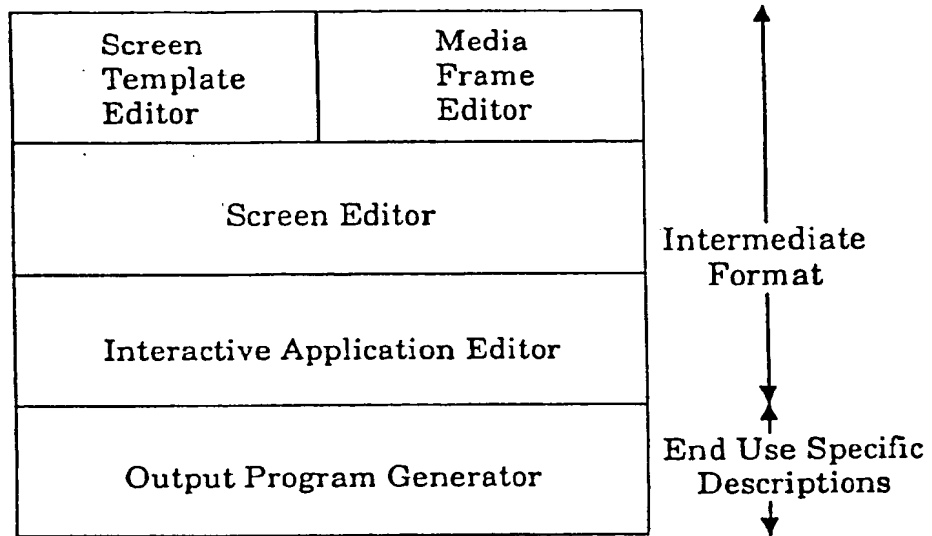 Screen
Template
Editor
Media
Frame
Editor
Screen Editor
Intermediate
Format
Interactive Application Editor
End Use Specific
Descriptions
Output Program Generator